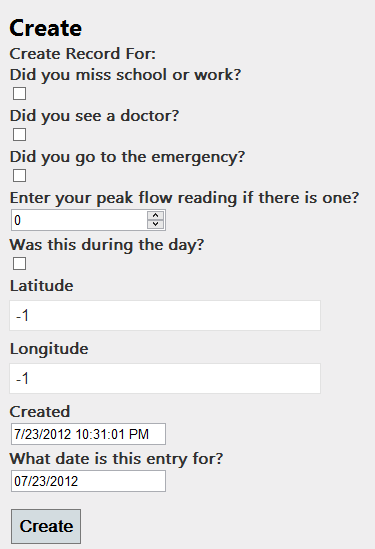 Create
Create Record For:
Did you miss school or work?
Did you see a doctor?
Did you go to the emergency?
Enter your peak flow reading if there is one?
0
Was this during the day?
Latitude
-1
Longitude
-1
Created
7/23/2012 10:31:01 PM
What date is this entry for?
07/23/2012
Create